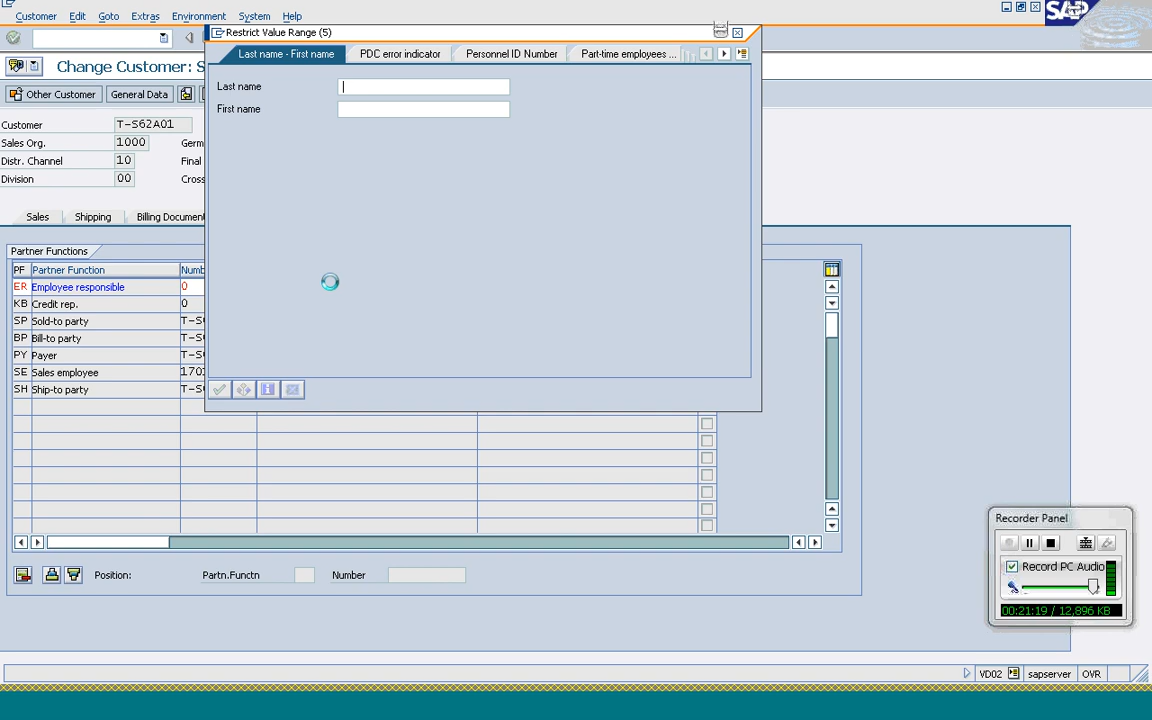 Customer Edit Goto Extras Environment System Help
SAP
Restrict Value Range (5)
Last name - First name PDC error indicator Personnel ID Number Part-time employees ...
Last name
First name
Change Customer: S
Other Customer General Data
Customer T-S62A01
Sales Org. 1000 Germ
Distr. Channel 10 Final
Division 00 Cross
Sales Shipping Billing Document
Partner Functions
PF Partner Function Numb
ER Employee responsible 0
KB Credit rep. 0
SP Sold-to party T-S
BP Bill-to party T-S
PY Payer T-S
SE Sales employee 170
SH Ship-to party T-S
Position: Partn.Functn Number
Recorder Panel
Record PC Audio
00:21:19 / 12,896 KB
VD02 sapserver OVR